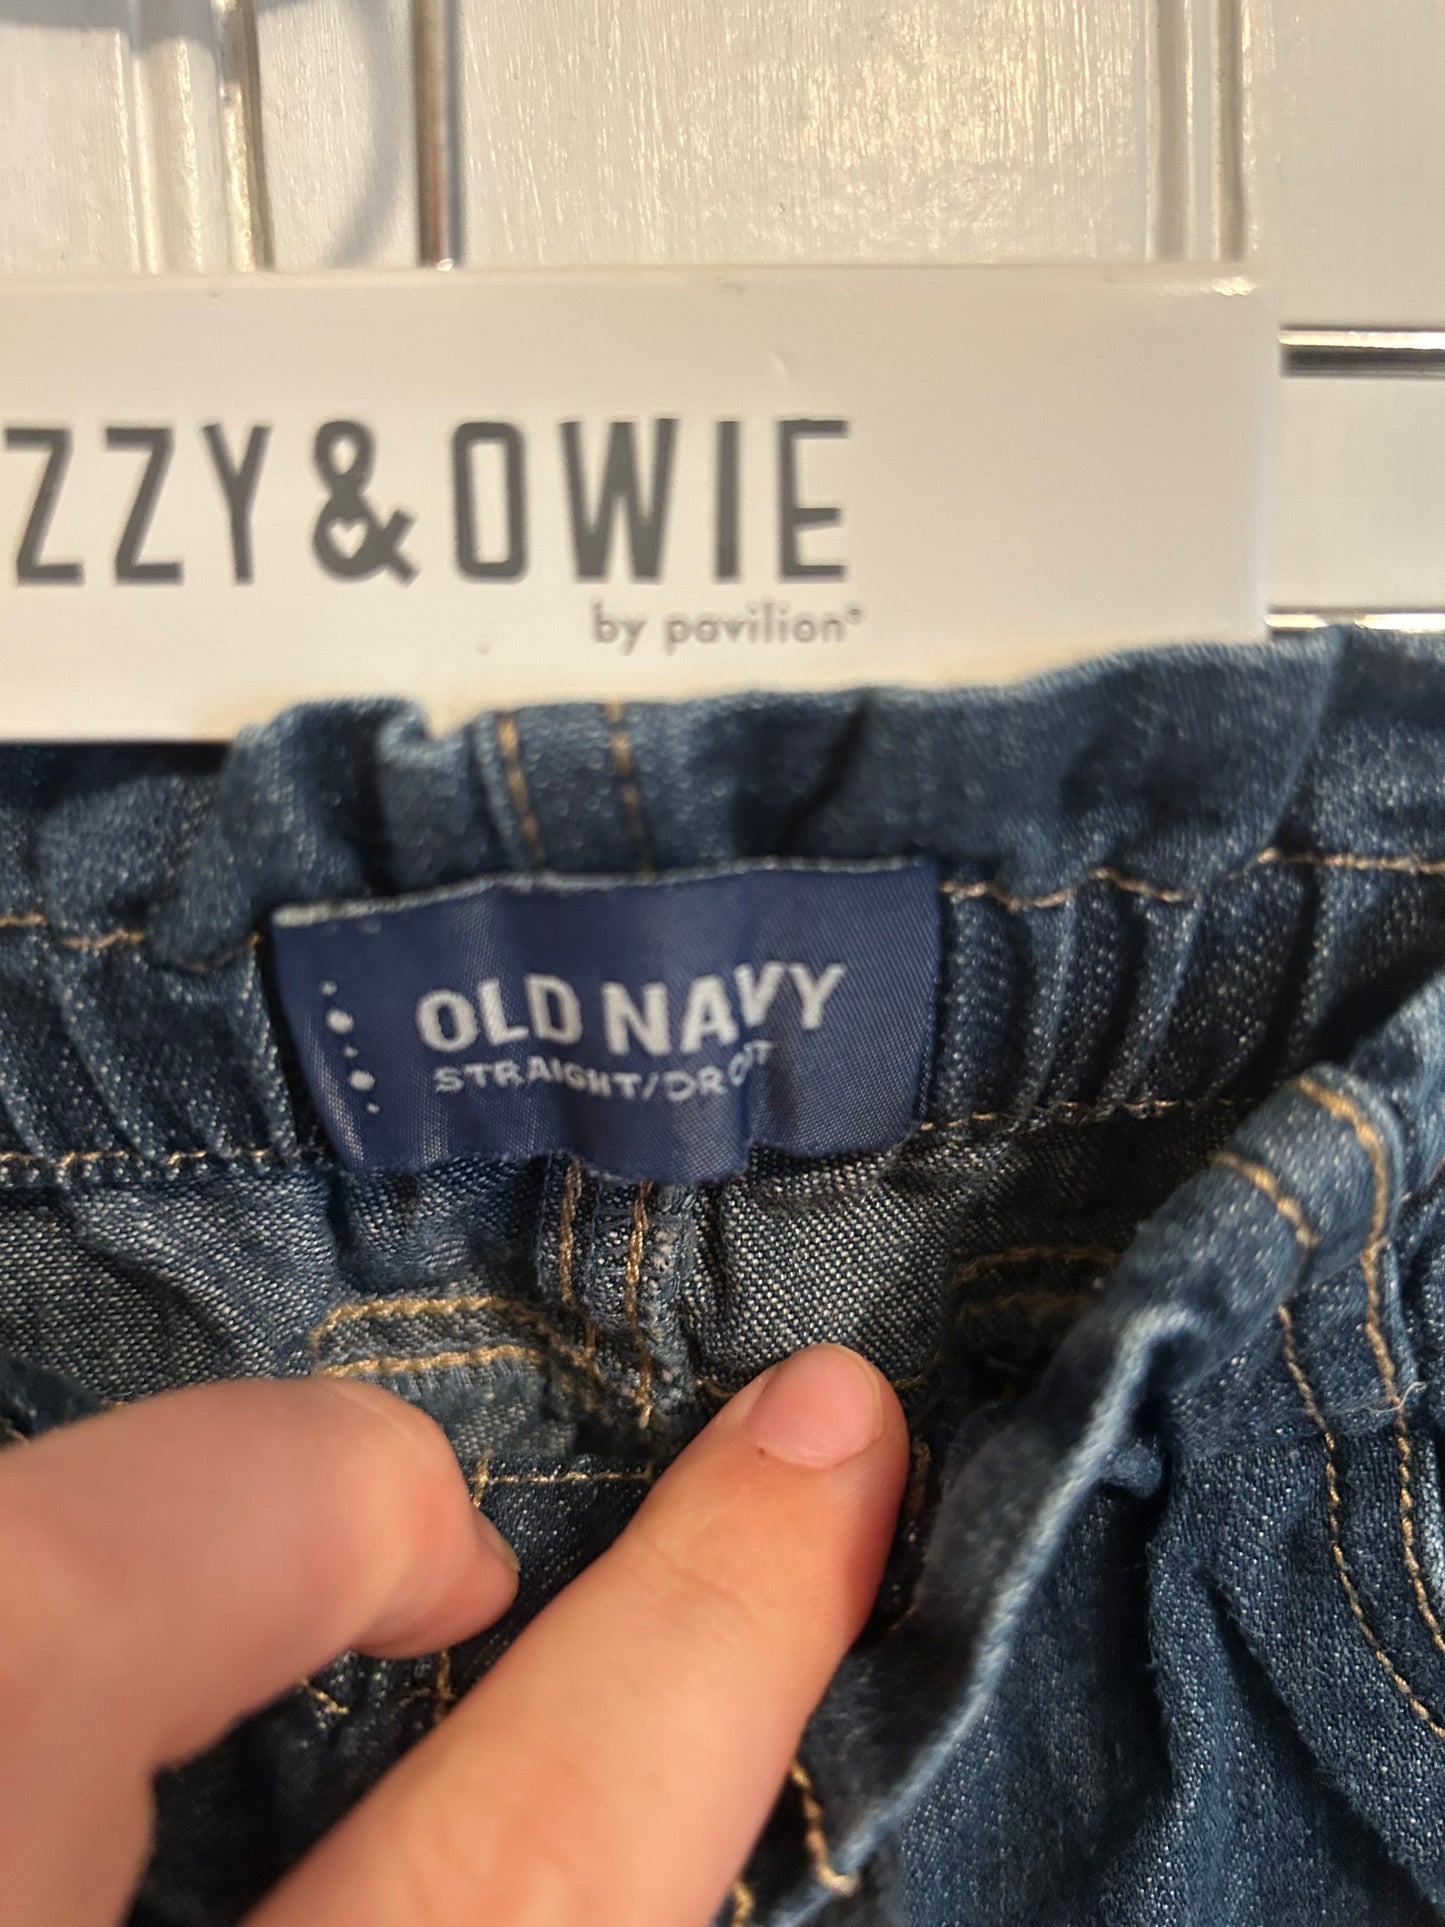 ZZY & OWIE
by pavilion®
OLD NAVY
STRAIGHT/DROIT